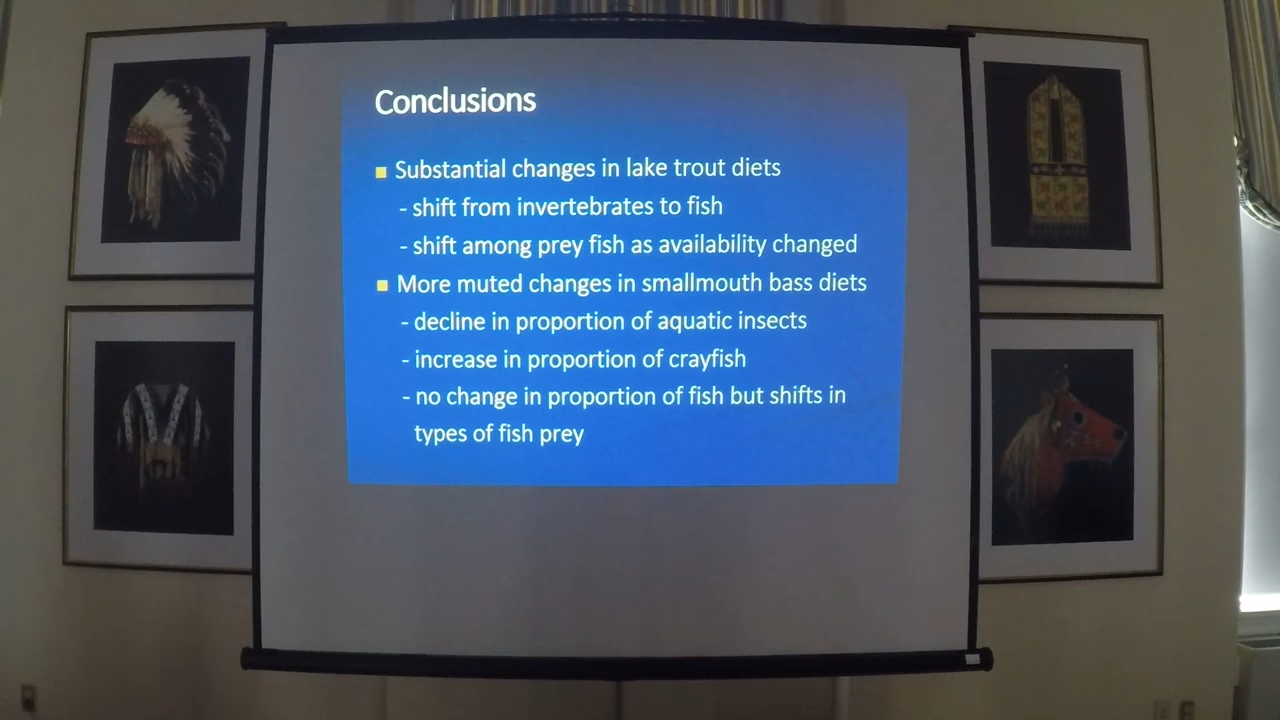 Conclusions
Substantial changes in lake trout diets
- shift from invertebrates to fish
- shift among prey fish as availability changed
More muted changes in smallmouth bass diets
- decline in proportion of aquatic insects
- increase in proportion of crayfish
- no change in proportion of fish but shifts in
types of fish prey